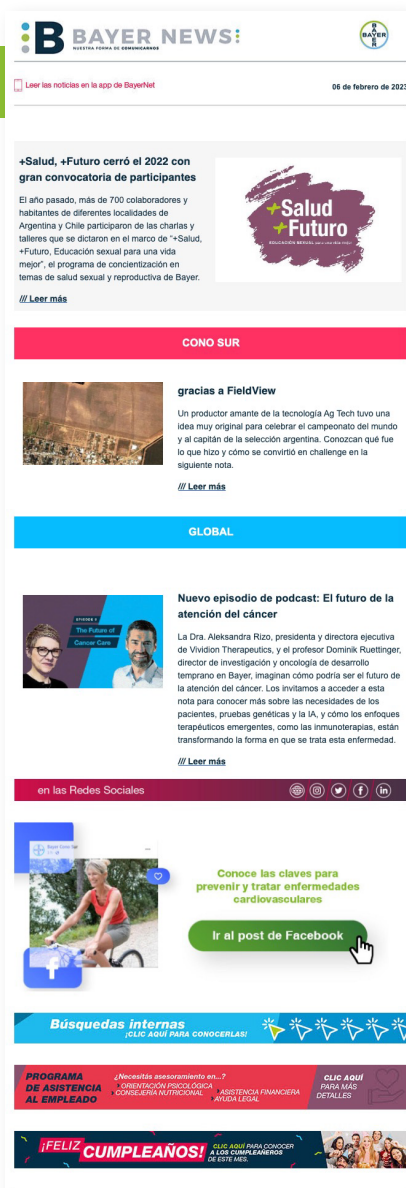 B BAYER NEWS:
NUESTRA FORMA DE COMUNICARNOS
BAYER
BAYER
Leer las noticias en la app de BayerNet
06 de febrero de 2023
+Salud, +Futuro cerró el 2022 con
gran convocatoria de participantes
El año pasado, más de 700 colaboradores y
habitantes de diferentes localidades de
Argentina y Chile participaron de las charlas y
talleres que se dictaron en el marco de "+Salud,
+Futuro, Educación sexual para una vida
mejor", el programa de concientización en
temas de salud sexual y reproductiva de Bayer.
/// Leer más
+Salud
+Futuro
EDUCACIÓN SEXUAL para una vida mejor
CONO SUR
gracias a FieldView
Un productor amante de la tecnología Ag Tech tuvo una
idea muy original para celebrar el campeonato del mundo
y al capitán de la selección argentina. Conozcan qué fue
lo que hizo y cómo se convirtió en challenge en la
siguiente nota.
/// Leer más
GLOBAL
EPISODE 2
The Future of
Cancer Care
Nuevo episodio de podcast: El futuro de la
atención del cáncer
La Dra. Aleksandra Rizo, presidenta y directora ejecutiva
de Vividion Therapeutics, y el profesor Dominik Ruettinger,
director de investigación y oncología de desarrollo
temprano en Bayer, imaginan cómo podría ser el futuro de
la atención del cáncer. Los invitamos a acceder a esta
nota para conocer más sobre las necesidades de los
pacientes, pruebas genéticas y la IA, y cómo los enfoques
terapéuticos emergentes, como las inmunoterapias, están
transformando la forma en que se trata esta enfermedad.
/// Leer más
en las Redes Sociales
Bayer Cono Sur
Conoce las claves para
prevenir y tratar enfermedades
cardiovasculares
Ir al post de Facebook
Búsquedas internas
¡CLIC AQUÍ PARA CONOCERLAS!
PROGRAMA
DE ASISTENCIA
AL EMPLEADO
¿Necesitás asesoramiento en...?
ORIENTACIÓN PSICOLÓGICA
CONSEJERÍA NUTRICIONAL
ASISTENCIA FINANCIERA
AYUDA LEGAL
CLIC AQUÍ
PARA MÁS
DETALLES
¡FELIZ CUMPLEAÑOS!
CLIC AQUÍ PARA CONOCER
A LOS CUMPLEAÑEROS
DE ESTE MES.